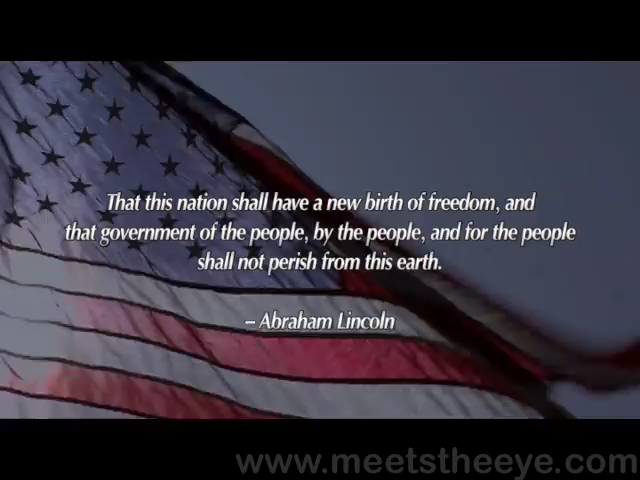 That this nation shall have a new birth of freedom, and
that government of the people, by the people, and for the people
shall not perish from this earth.
– Abraham Lincoln
www.meetstheeye.com